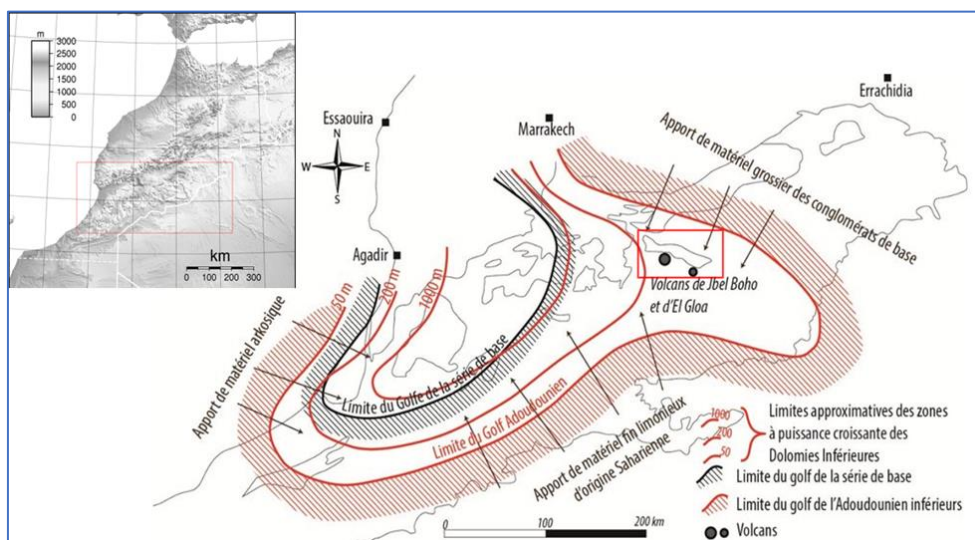 m
3000
2500
2000
1500
1000
500
0
km
0 100 200 300
Essaouira
N
W E
S
Marrakech
Errachidia
Agadir
50 m
200 m
1000 m
Apport de matériel grossier des conglomérats de base
Volcans de Jbel Boho
et d'El Gloa
Apport de matériel arkosique
Limite du Golfe de la série de base
Limite du Golf Adoudounien
Apport de matériel fin limonieux
d'origine Saharienne
1000
200
50
Limites approximatives des zones
à puissance croissante des
Dolomies Inférieures
Limite du golf de la série de base
Limite du golf de l'Adoudounien inférieurs
Volcans
0 100 200 km